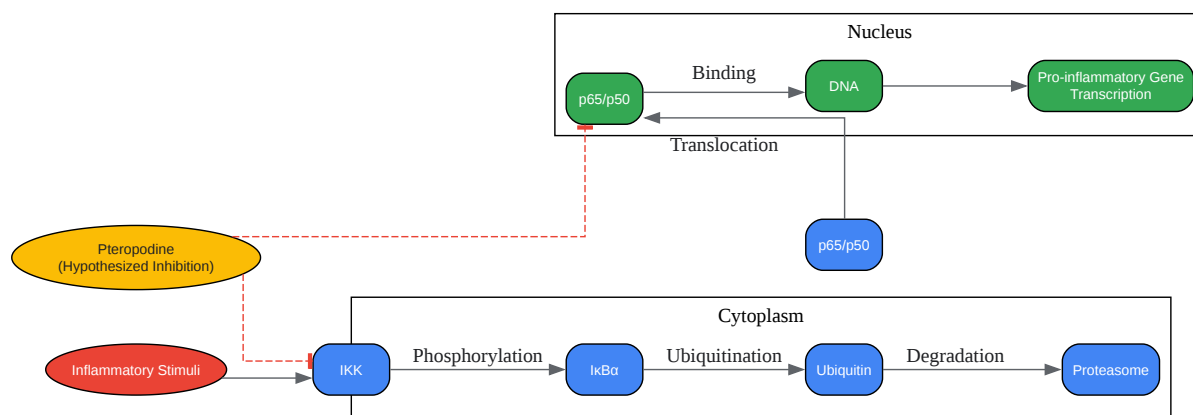 Nucleus
Binding
p65/p50
DNA
Pro-inflammatory Gene
Transcription
Translocation
p65/p50
Pteropodine
(Hypothesized Inhibition)
Cytoplasm
Phosphorylation
Ubiquitination
Degradation
Inflammatory Stimuli
IKK
IκBα
Ubiquitin
Proteasome